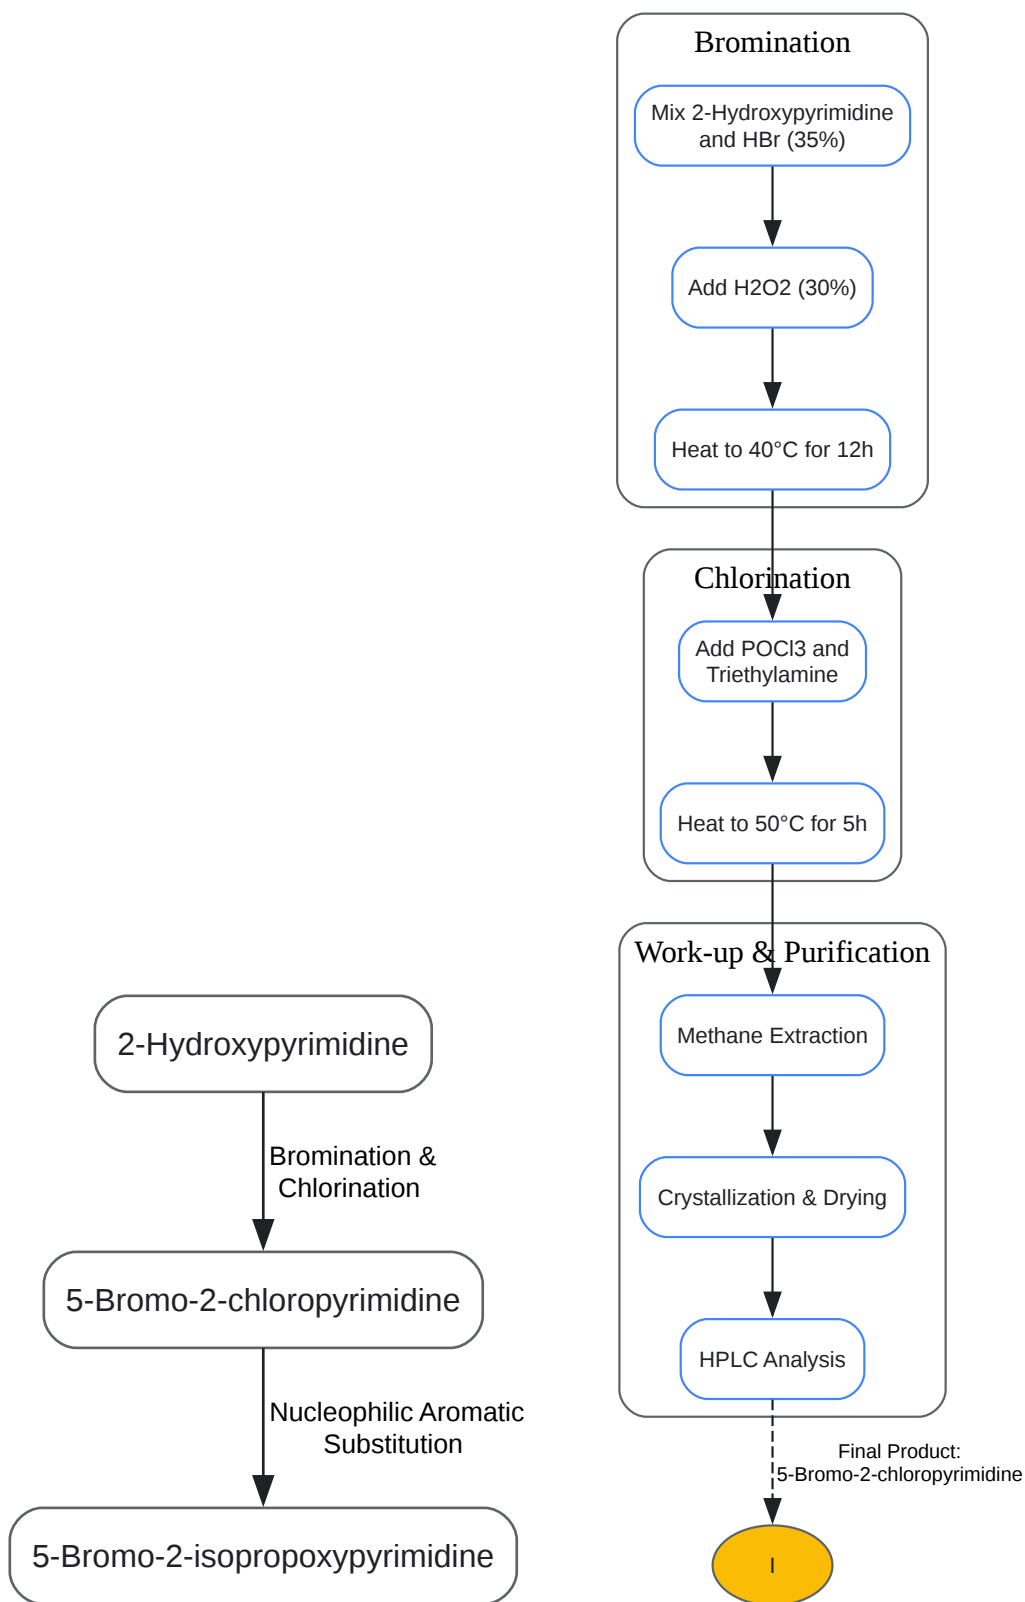 Bromination
Mix 2-Hydroxypyrimidine
and HBr (35%)
Add H2O2 (30%)
Heat to 40°C for 12h
Chlorination
Add POCl3 and
Triethylamine
Heat to 50°C for 5h
Work-up & Purification
Methane Extraction
Crystallization & Drying
HPLC Analysis
Final Product:
5-Bromo-2-chloropyrimidine
I
2-Hydroxypyrimidine
Bromination &
Chlorination
5-Bromo-2-chloropyrimidine
Nucleophilic Aromatic
Substitution
5-Bromo-2-isopropoxypyrimidine